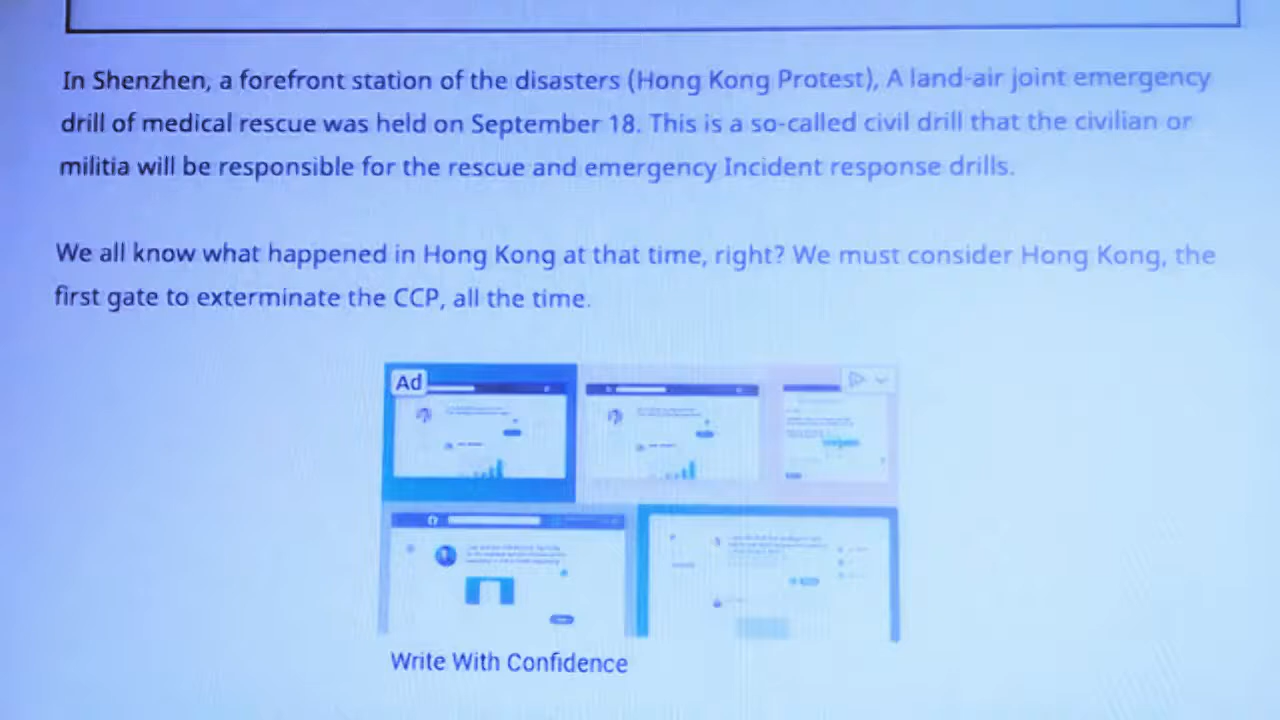 In Shenzhen, a forefront station of the disasters (Hong Kong Protest), A land-air joint emergency
drill of medical rescue was held on September 18. This is a so-called civil drill that the civilian or
militia will be responsible for the rescue and emergency Incident response drills.
We all know what happened in Hong Kong at that time, right? We must consider Hong Kong, the
first gate to exterminate the CCP, all the time.
Ad
Write With Confidence